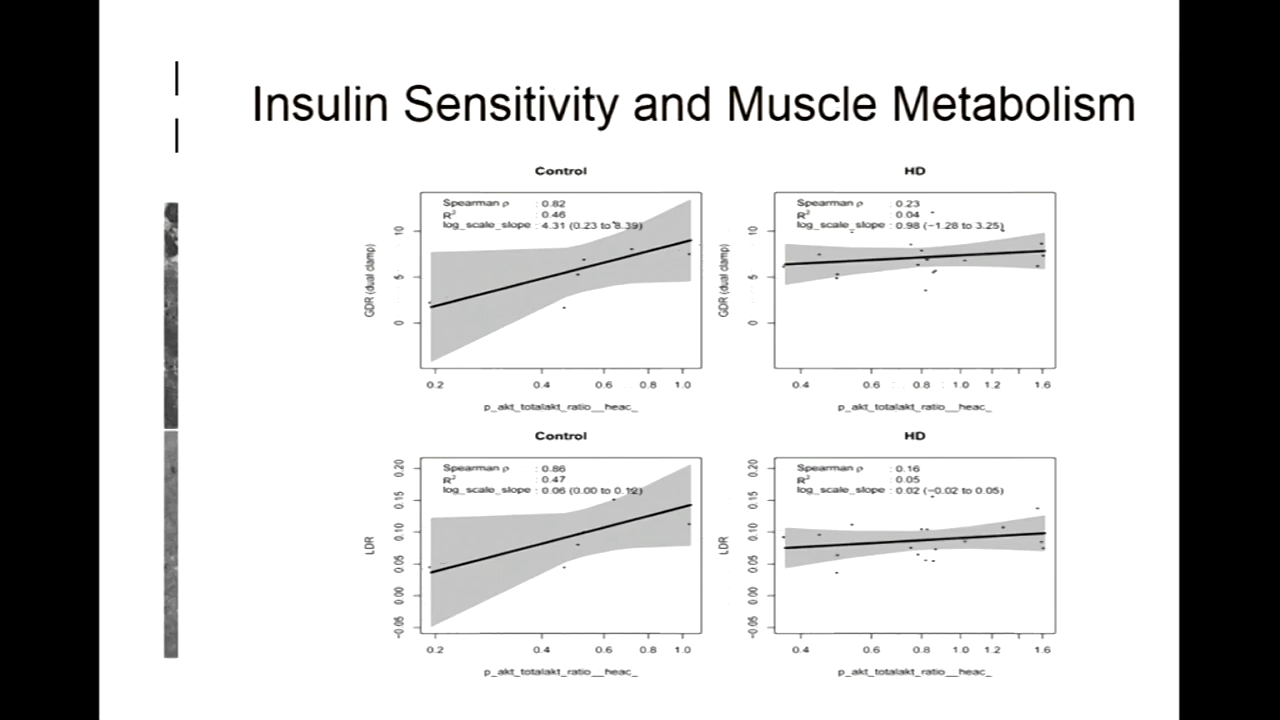 Insulin Sensitivity and Muscle Metabolism
Control
Spearman ρ : 0.82
R² : 0.46
log_scale_slope : 4.31 (0.23 to 8.39)
GDR (dual clamp)
10
5
0
0.2 0.4 0.6 0.8 1.0
p_akt_totalakt_ratio__heac_
HD
Spearman ρ : 0.23
R² : 0.04
log_scale_slope : 0.98 (−1.28 to 3.25)
GDR (dual clamp)
10
5
0
0.4 0.6 0.8 1.0 1.2 1.6
p_akt_totalakt_ratio__heac_
Control
Spearman ρ : 0.86
R² : 0.47
log_scale_slope : 0.06 (0.00 to 0.12)
LDR
0.20
0.15
0.10
0.05
0.00
−0.05
0.2 0.4 0.6 0.8 1.0
p_akt_totalakt_ratio__heac_
HD
Spearman ρ : 0.16
R² : 0.05
log_scale_slope : 0.02 (−0.02 to 0.05)
LDR
0.20
0.15
0.10
0.05
0.00
−0.05
0.4 0.6 0.8 1.0 1.2 1.6
p_akt_totalakt_ratio__heac_